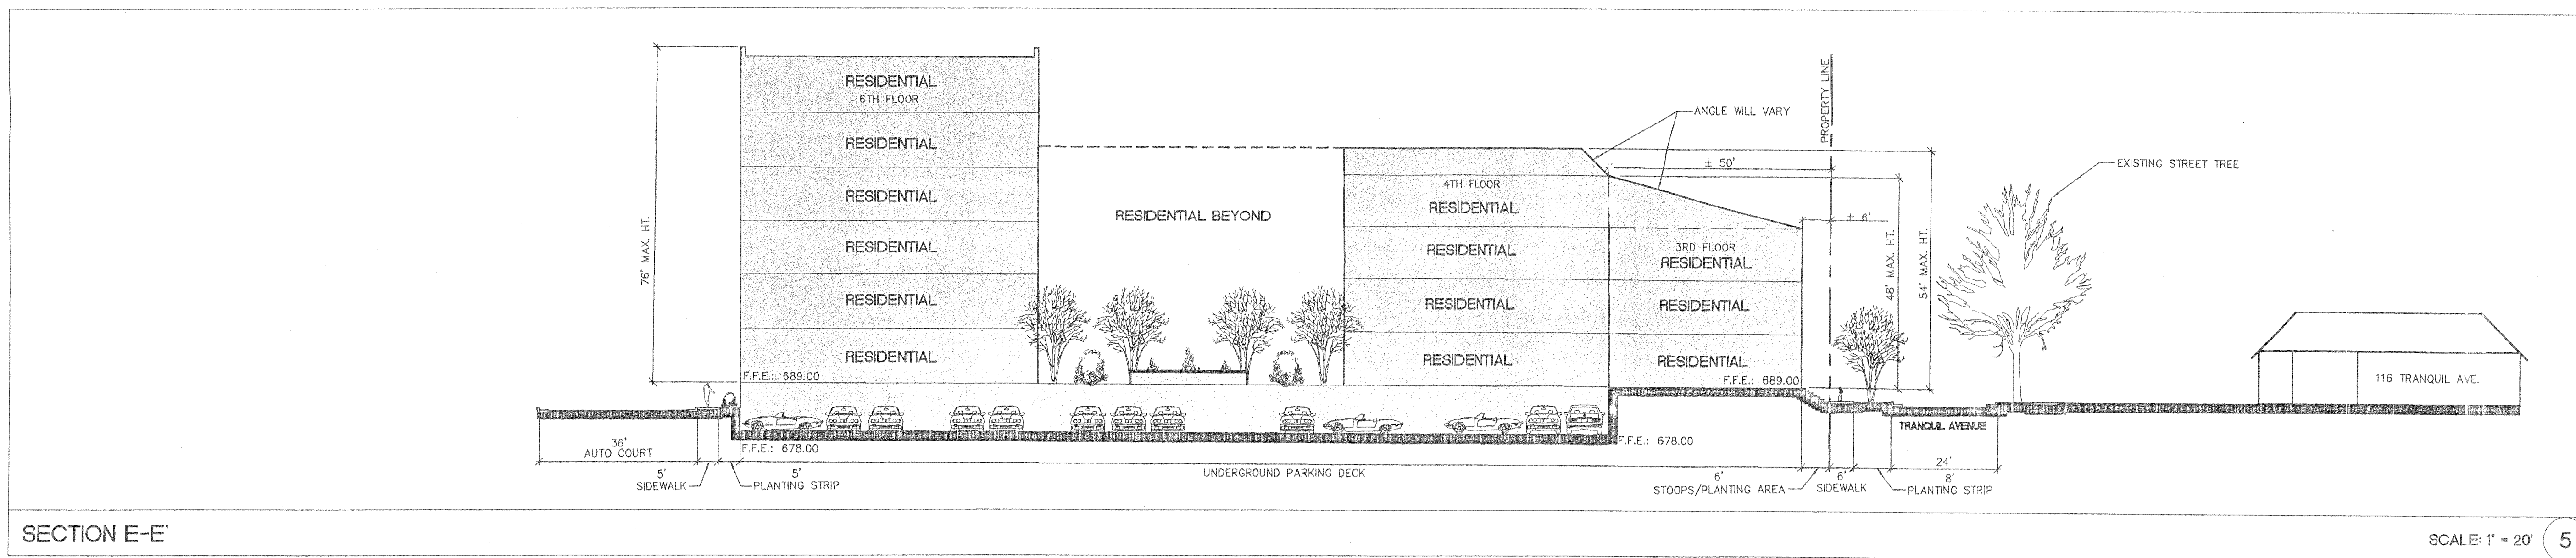 RESIDENTIAL
6TH FLOOR
RESIDENTIAL
RESIDENTIAL
RESIDENTIAL
RESIDENTIAL
RESIDENTIAL
F.F.E.: 689.00
76' MAX. HT.
RESIDENTIAL BEYOND
4TH FLOOR
RESIDENTIAL
RESIDENTIAL
RESIDENTIAL
RESIDENTIAL
3RD FLOOR
RESIDENTIAL
RESIDENTIAL
RESIDENTIAL
F.F.E.: 689.00
ANGLE WILL VARY
PROPERTY LINE
± 50'
± 6'
48' MAX. HT.
54' MAX. HT.
EXISTING STREET TREE
116 TRANQUIL AVE.
TRANQUIL AVENUE
F.F.E.: 678.00
F.F.E.: 678.00
36'
AUTO COURT
5'
SIDEWALK
5'
PLANTING STRIP
UNDERGROUND PARKING DECK
6'
STOOPS/PLANTING AREA
6'
SIDEWALK
24'
8'
PLANTING STRIP
SECTION E-E'
SCALE: 1" = 20'
5